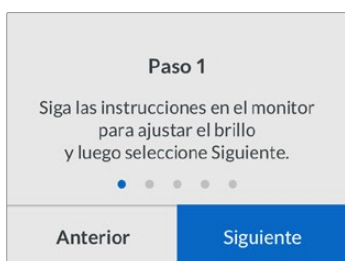 Paso 1
Siga las instrucciones en el monitor
para ajustar el brillo
y luego seleccione Siguiente.
Anterior
Siguiente